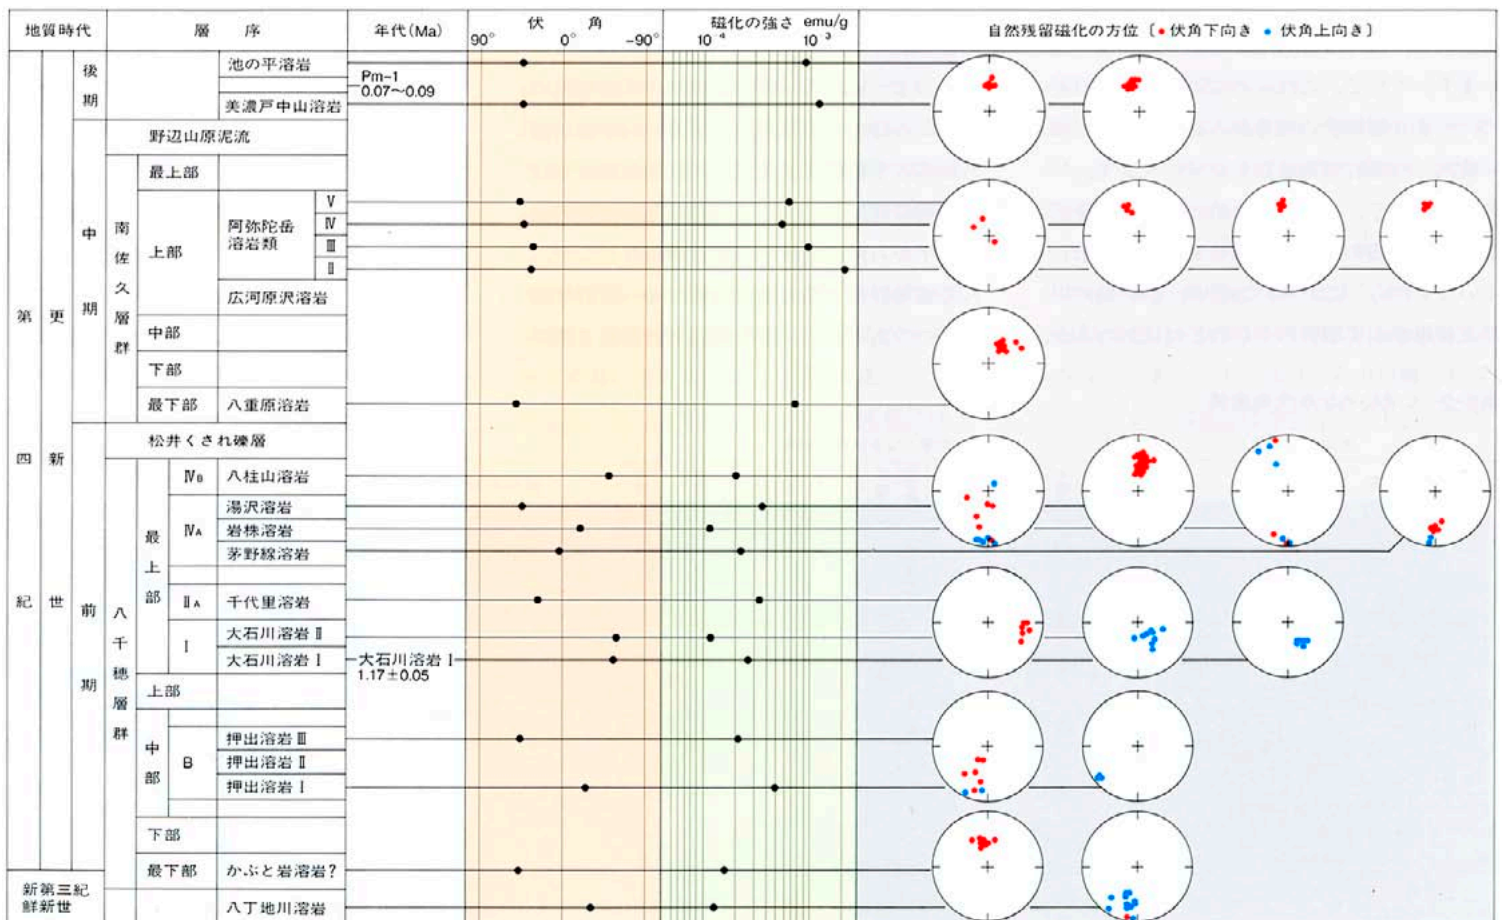 地質時代 層序 年代(Ma) 伏角 磁化の強さ emu/g 自然残留磁化の方位〔●伏角下向き ●伏角上向き〕
90° 0° -90° 10⁻⁴ 10⁻³
第四紀
更新世
後期
池の平溶岩
Pm-1
0.07~0.09
美濃戸中山溶岩
中期
野辺山原泥流
南佐久層群
最上部
上部
阿弥陀岳
溶岩類
Ⅴ
Ⅳ
Ⅲ
Ⅱ
広河原沢溶岩
中部
下部
最下部 八重原溶岩
前期
松井くされ礫層
八千穂層群
最上部
ⅣB 八柱山溶岩
ⅣA
湯沢溶岩
岩株溶岩
茅野線溶岩
ⅡA 千代里溶岩
Ⅰ
大石川溶岩Ⅱ
大石川溶岩Ⅰ
大石川溶岩Ⅰ
1.17±0.05
上部
中部
B
押出溶岩Ⅲ
押出溶岩Ⅱ
押出溶岩Ⅰ
下部
最下部 かぶと岩溶岩?
新第三紀
鮮新世
八丁地川溶岩